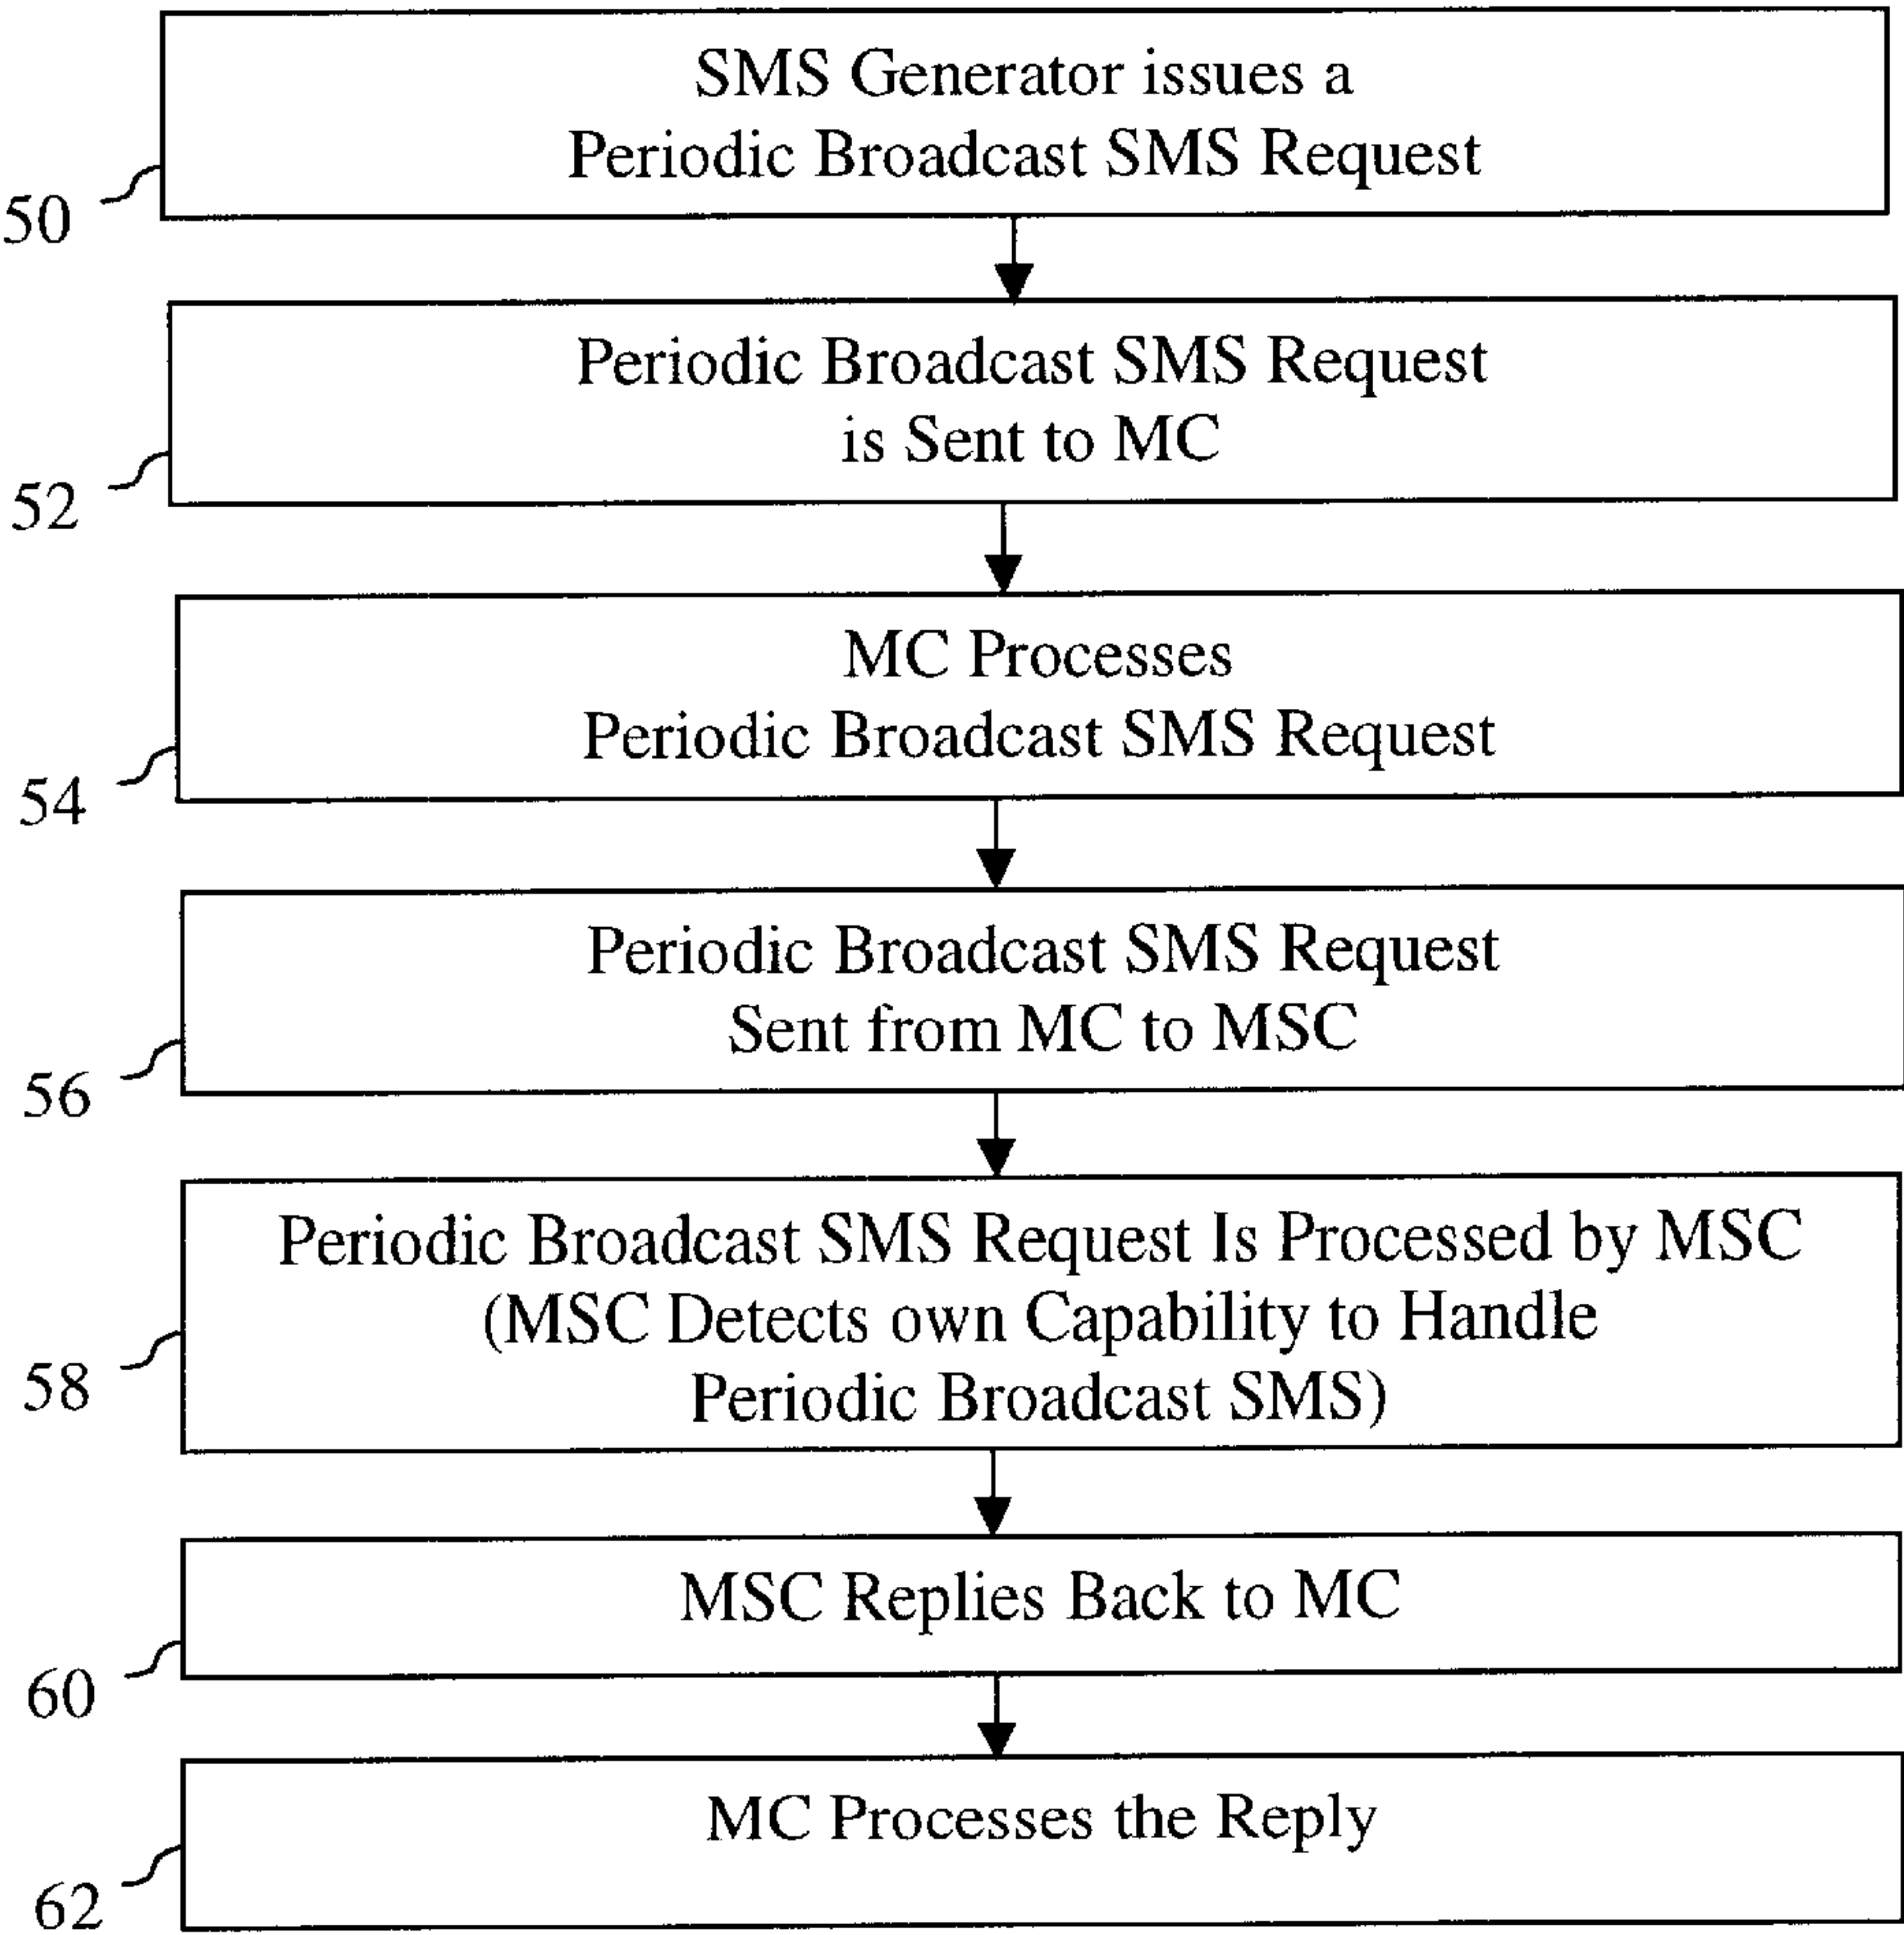 SMS Generator issues a
Periodic Broadcast SMS Request
50
Periodic Broadcast SMS Request
is Sent to MC
52
MC Processes
Periodic Broadcast SMS Request
54
Periodic Broadcast SMS Request
Sent from MC to MSC
56
Periodic Broadcast SMS Request Is Processed by MSC
(MSC Detects own Capability to Handle
Periodic Broadcast SMS)
58
MSC Replies Back to MC
60
MC Processes the Reply
62